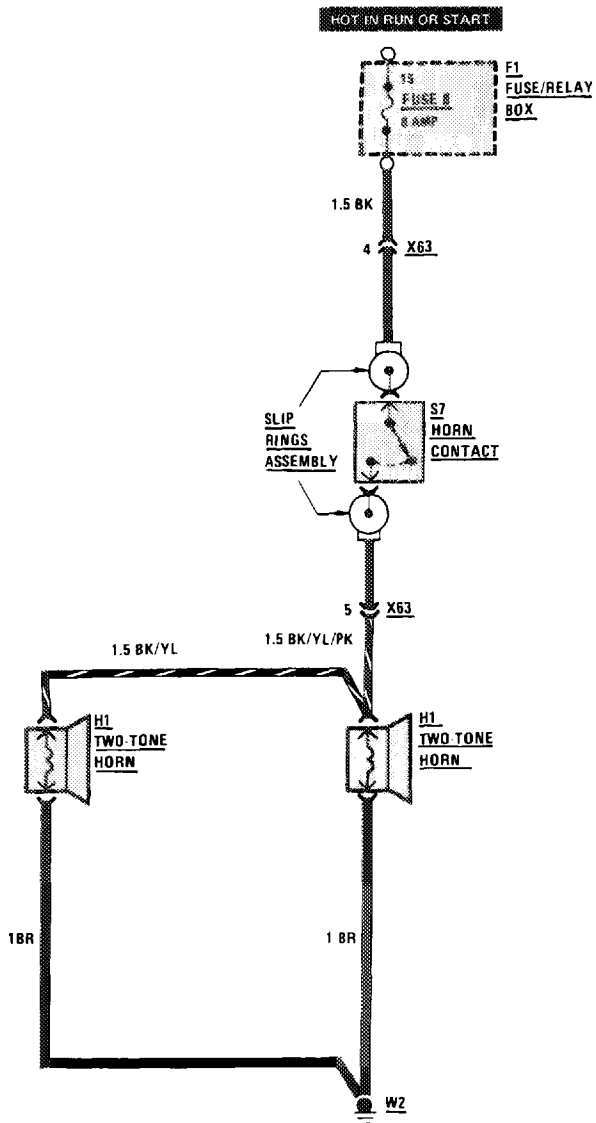 HOT IN RUN OR START
F1
FUSE/RELAY
BOX
15
FUSE 8
8 AMP
1.5 BK
4
X63
SLIP
RINGS
ASSEMBLY
S7
HORN
CONTACT
5
X63
1.5 BK/YL
1.5 BK/YL/PK
H1
TWO-TONE
HORN
H1
TWO-TONE
HORN
1BR
1 BR
W2